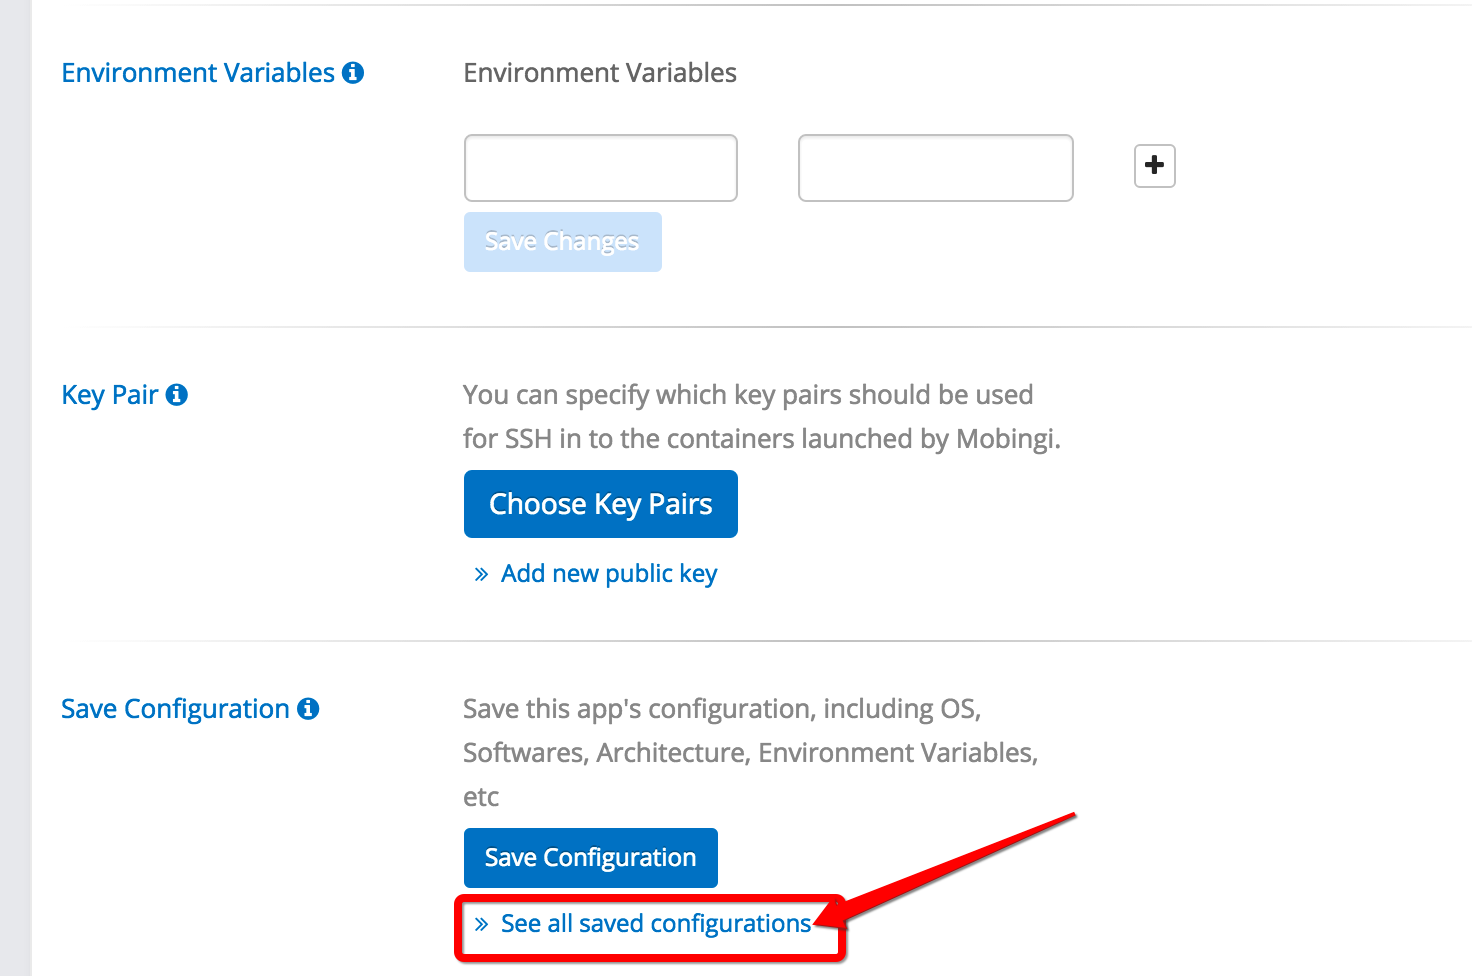 Environment Variables
Environment Variables
Save Changes
Key Pair
You can specify which key pairs should be used
for SSH in to the containers launched by Mobingi.
Choose Key Pairs
» Add new public key
Save Configuration
Save this app's configuration, including OS,
Softwares, Architecture, Environment Variables,
etc
Save Configuration
» See all saved configurations